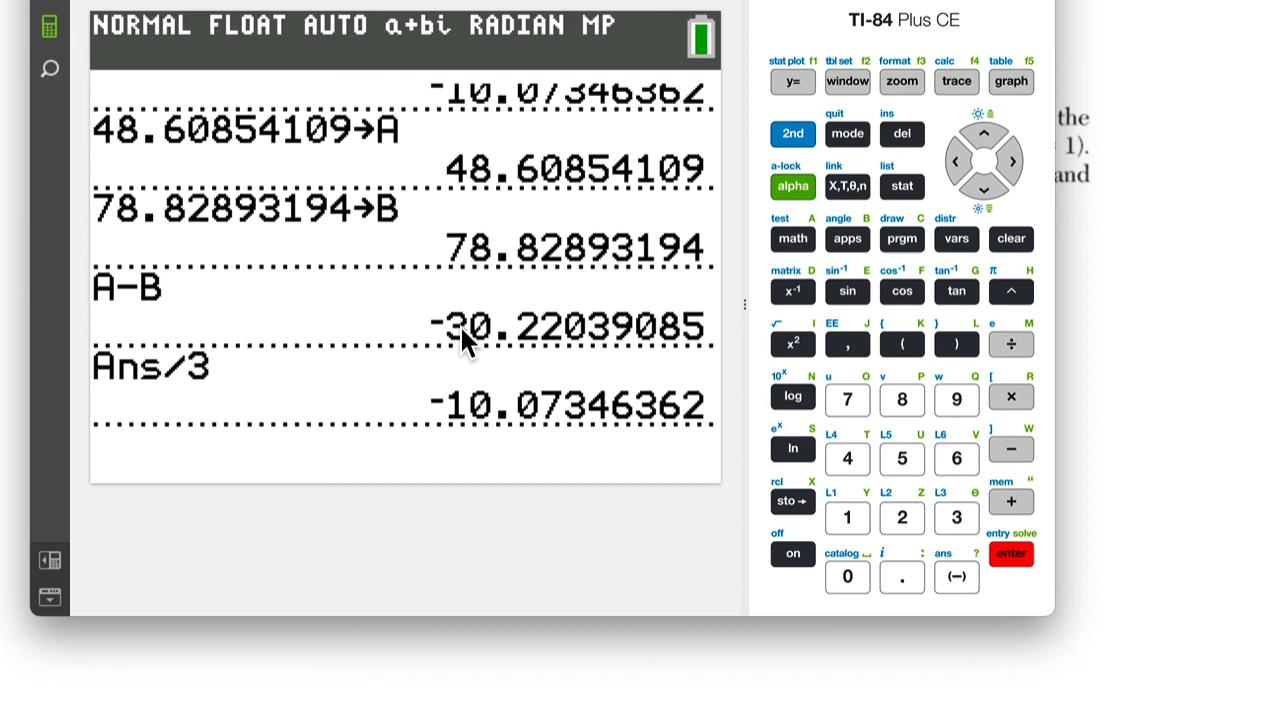 NORMAL FLOAT AUTO a+bi RADIAN MP
-10.07346362
48.60854109→A
48.60854109
78.82893194→B
78.82893194
A-B
-30.22039085
Ans/3
-10.07346362
TI-84 Plus CE
stat plot f1 tbl set f2 format f3 calc f4 table f5
y= window zoom trace graph
quit ins
2nd mode del
a-lock link list
alpha X,T,θ,n stat
test A angle B draw C distr
math apps prgm vars clear
matrix D sin⁻¹ E cos⁻¹ F tan⁻¹ G π H
x⁻¹ sin cos tan ^
√ I EE J { K } L e M
x² , ( ) ÷
10ˣ N u O v P w Q [ R
log 7 8 9 ×
eˣ S L4 T L5 U L6 V ] W
ln 4 5 6 −
rcl X L1 Y L2 Z L3 θ mem “
sto→ 1 2 3 +
off catalog ⎵ i : ans ? entry solve
on 0 . (−) enter
the
1).
and